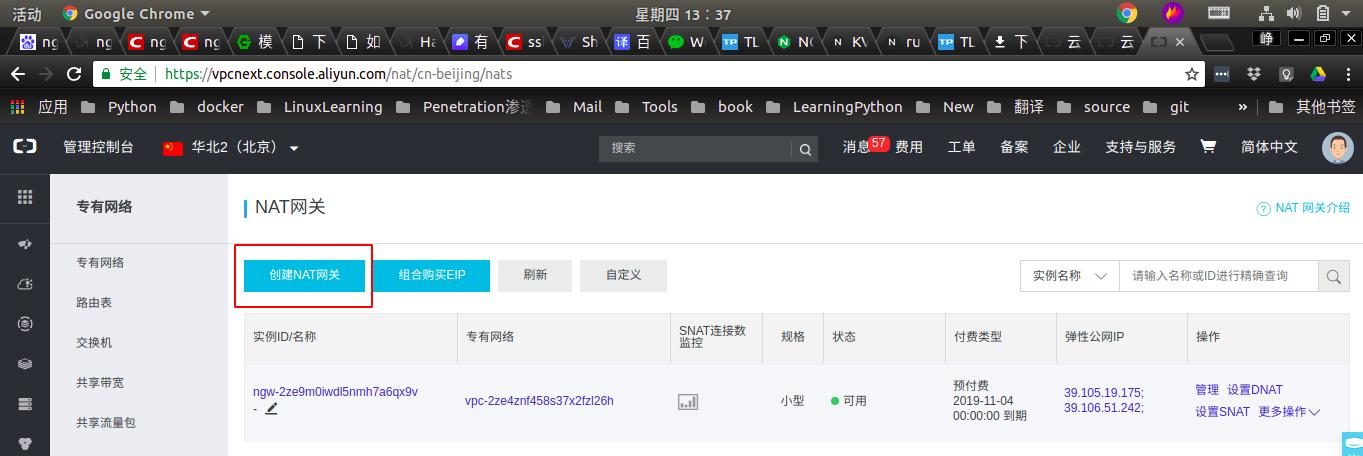 活动 Google Chrome 星期四 13：37
ng ng ng ng 模 下 如 Ha 有 ssl Sh 译 百 We TL NG KV ru TL 下 云 云 峥
安全 https://vpcnext.console.aliyun.com/nat/cn-beijing/nats
应用 Python docker LinuxLearning Penetration渗 Mail Tools book LearningPython New 翻译 source git » 其他书签
管理控制台 华北2（北京） 搜索 消息 57 费用 工单 备案 企业 支持与服务 简体中文
专有网络
NAT网关
? NAT 网关介绍
专有网络
路由表
交换机
共享带宽
共享流量包
创建NAT网关 组合购买EIP 刷新 自定义 实例名称 请输入名称或ID进行精确查询
实例ID/名称 专有网络 SNAT连接数
监控 规格 状态 付费类型 弹性公网IP 操作
ngw-2ze9m0iwdl5nmh7a6qx9v
-
vpc-2ze4znf458s37x2fzl26h
小型
可用
预付费
2019-11-04
00:00:00 到期
39.105.19.175;
39.106.51.242;
管理 设置DNAT
设置SNAT 更多操作